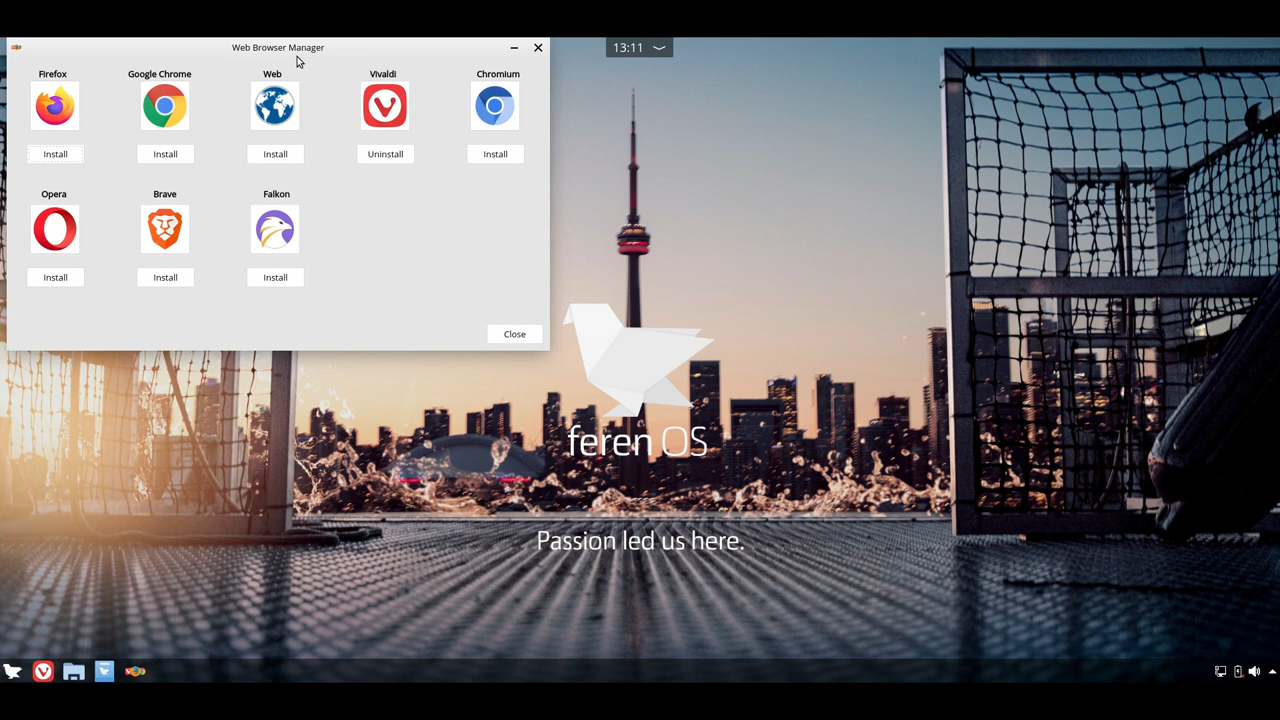 Web Browser Manager
13:11
Firefox
Google Chrome
Web
Vivaldi
Chromium
Install
Install
Install
Uninstall
Install
Opera
Brave
Falkon
Install
Install
Install
Close
feren OS
Passion led us here.